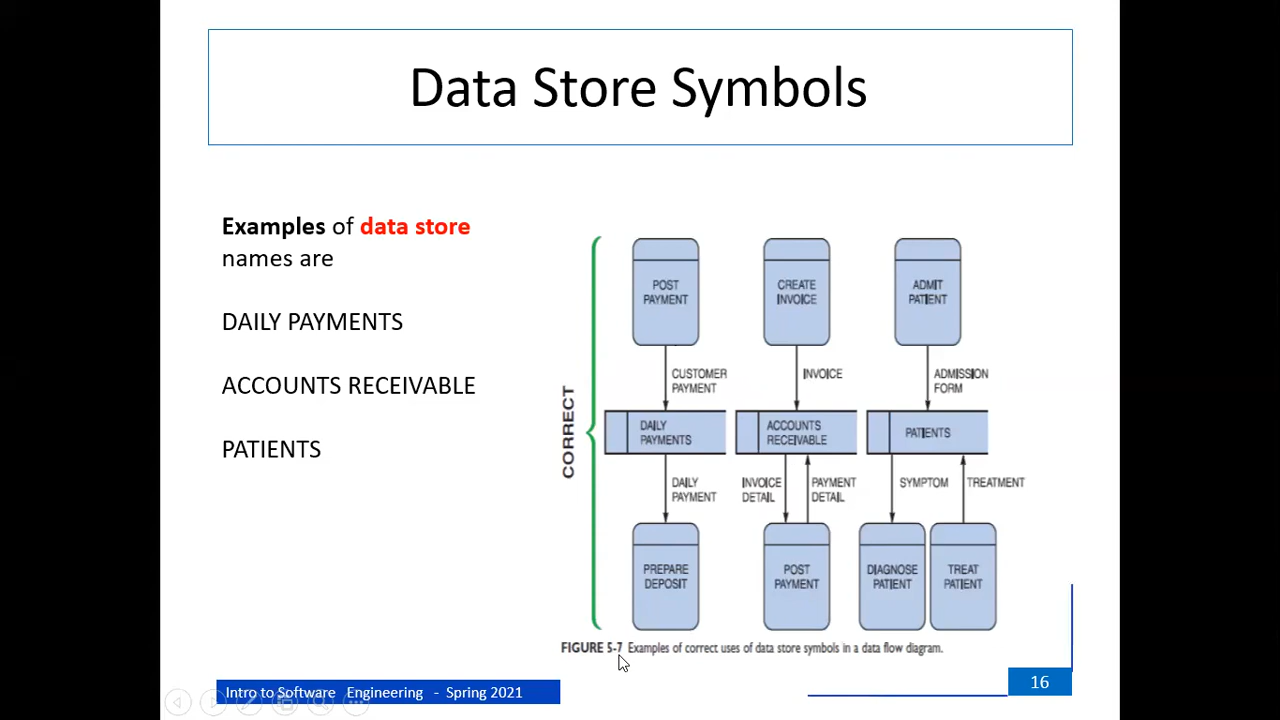 Data Store Symbols
Examples of data store
names are
DAILY PAYMENTS
ACCOUNTS RECEIVABLE
PATIENTS
CORRECT
POST
PAYMENT
CREATE
INVOICE
ADMIT
PATIENT
CUSTOMER
PAYMENT
INVOICE
ADMISSION
FORM
DAILY
PAYMENTS
ACCOUNTS
RECEIVABLE
PATIENTS
DAILY
PAYMENT
INVOICE
DETAIL
PAYMENT
DETAIL
SYMPTOM
TREATMENT
PREPARE
DEPOSIT
POST
PAYMENT
DIAGNOSE
PATIENT
TREAT
PATIENT
FIGURE 5-7 Examples of correct uses of data store symbols in a data flow diagram.
Intro to Software Engineering - Spring 2021
16